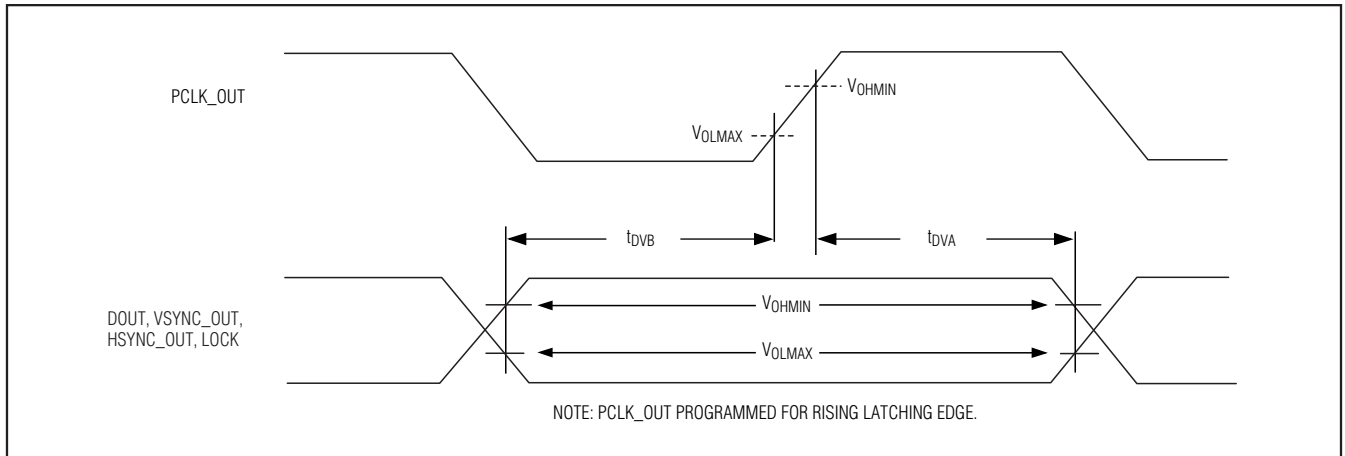 PCLK_OUT
VOHMIN
VOLMAX
tDVB
tDVA
VOHMIN
DOUT, VSYNC_OUT,
HSYNC_OUT, LOCK
VOLMAX
NOTE: PCLK_OUT PROGRAMMED FOR RISING LATCHING EDGE.